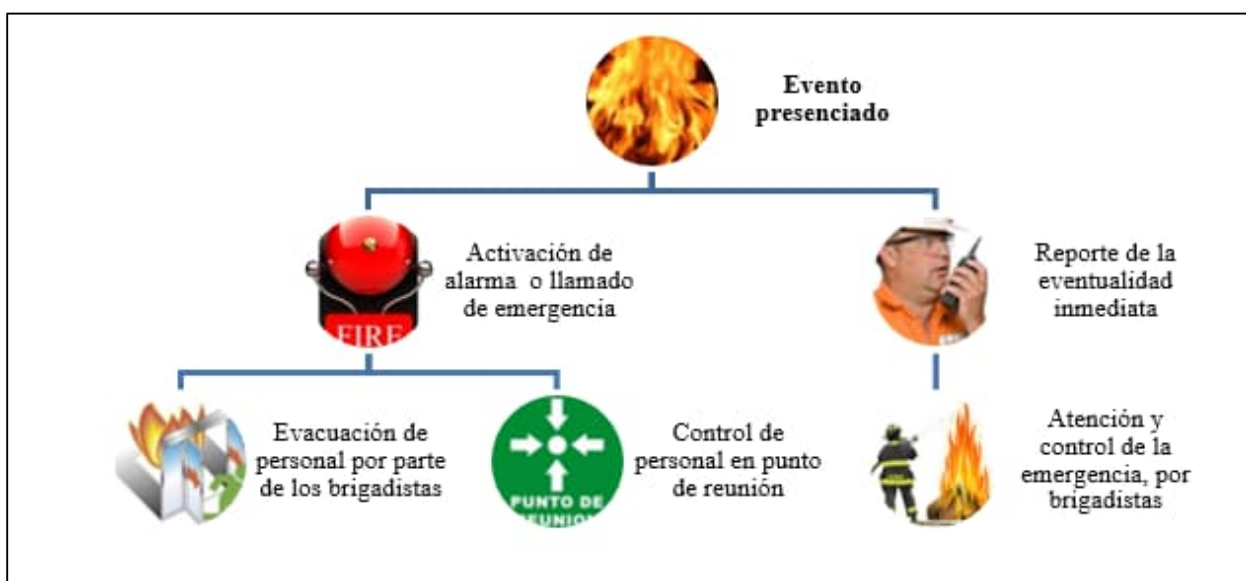 Evento
presenciado
Activación de
alarma o llamado
de emergencia
FIRE
Reporte de la
eventualidad
inmediata
Evacuación de
personal por parte
de los brigadistas
PUNTO DE
REUNION
Control de
personal en punto
de reunión
Atención y
control de la
emergencia, por
brigadistas